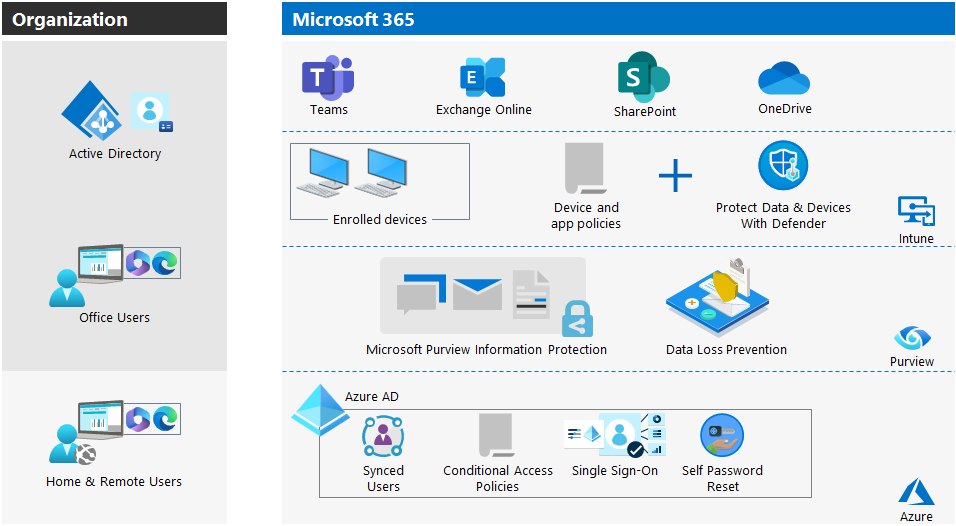 Organization
Microsoft 365
Active Directory
Office Users
Home & Remote Users
T
Teams
E
Exchange Online
S
SharePoint
OneDrive
Enrolled devices
Device and
app policies
Protect Data & Devices
With Defender
Intune
Microsoft Purview Information Protection
Data Loss Prevention
Purview
Azure AD
Synced
Users
Conditional Access
Policies
Single Sign-On
Self Password
Reset
Azure